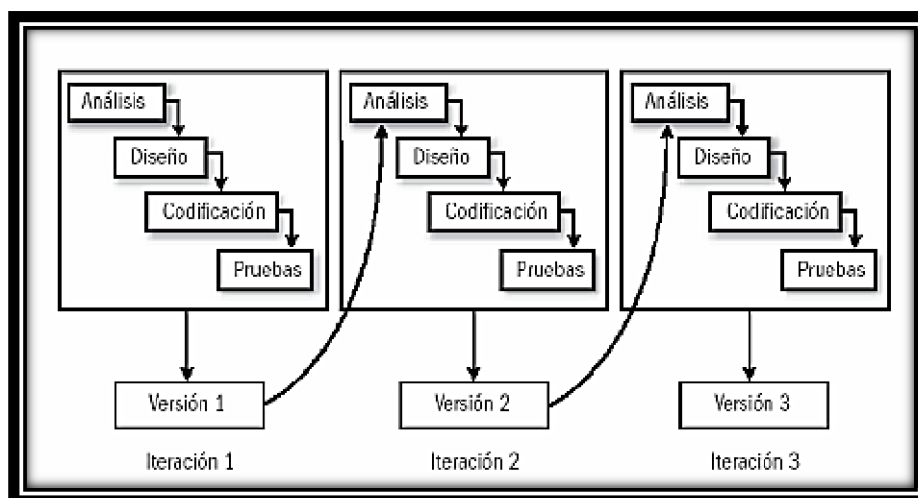 Análisis
Diseño
Codificación
Pruebas
Versión 1
Iteración 1
Análisis
Diseño
Codificación
Pruebas
Versión 2
Iteración 2
Análisis
Diseño
Codificación
Pruebas
Versión 3
Iteración 3